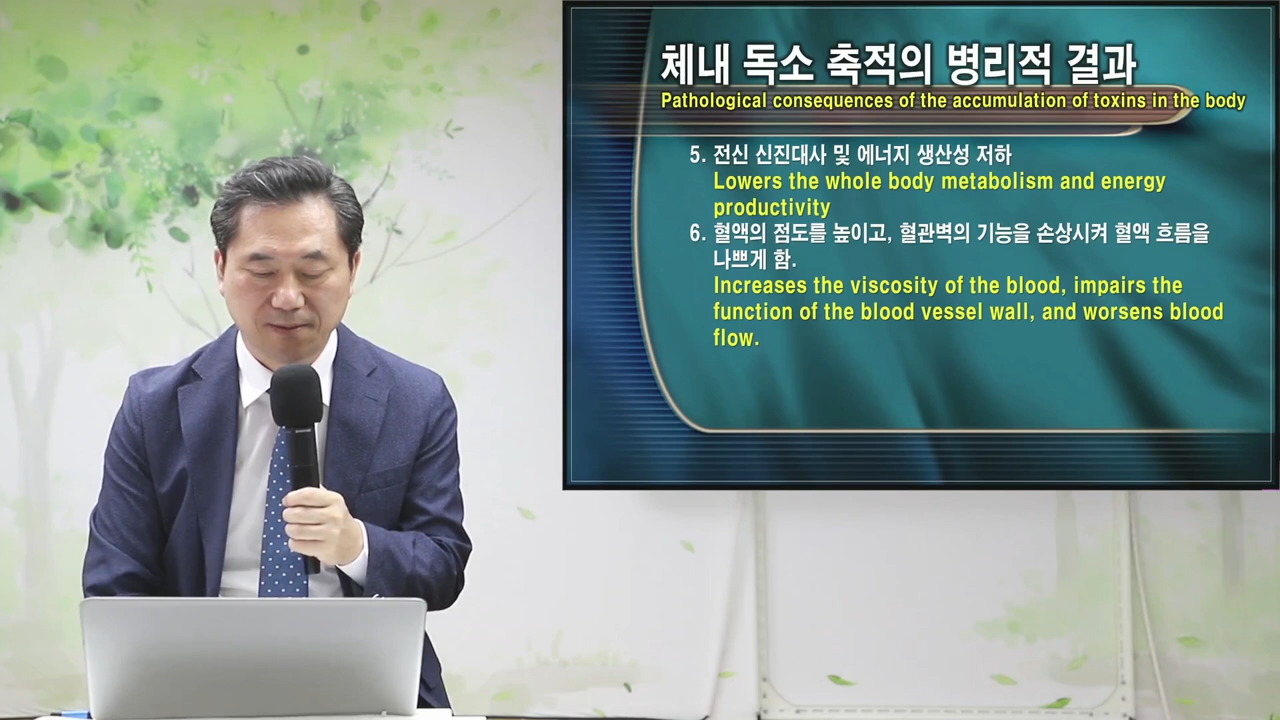 체내 독소 축적의 병리적 결과
Pathological consequences of the accumulation of toxins in the body
5. 전신 신진대사 및 에너지 생산성 저하
Lowers the whole body metabolism and energy
productivity
6. 혈액의 점도를 높이고, 혈관벽의 기능을 손상시켜 혈액 흐름을
나쁘게 함.
Increases the viscosity of the blood, impairs the
function of the blood vessel wall, and worsens blood
flow.